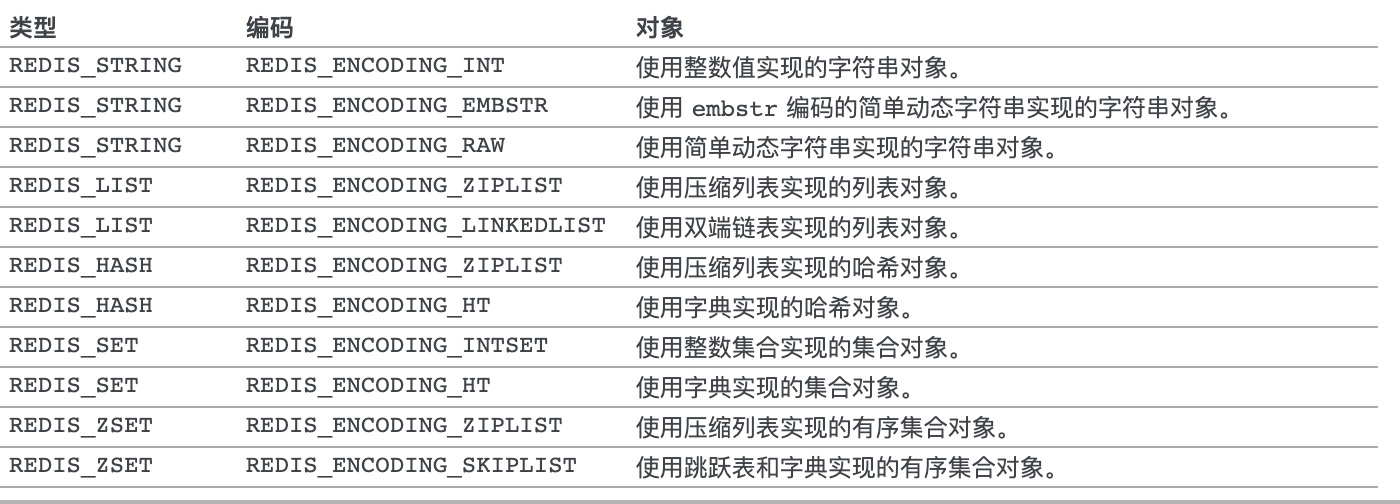 类型 编码 对象
REDIS_STRING REDIS_ENCODING_INT 使用整数值实现的字符串对象。
REDIS_STRING REDIS_ENCODING_EMBSTR 使用 embstr 编码的简单动态字符串实现的字符串对象。
REDIS_STRING REDIS_ENCODING_RAW 使用简单动态字符串实现的字符串对象。
REDIS_LIST REDIS_ENCODING_ZIPLIST 使用压缩列表实现的列表对象。
REDIS_LIST REDIS_ENCODING_LINKEDLIST 使用双端链表实现的列表对象。
REDIS_HASH REDIS_ENCODING_ZIPLIST 使用压缩列表实现的哈希对象。
REDIS_HASH REDIS_ENCODING_HT 使用字典实现的哈希对象。
REDIS_SET REDIS_ENCODING_INTSET 使用整数集合实现的集合对象。
REDIS_SET REDIS_ENCODING_HT 使用字典实现的集合对象。
REDIS_ZSET REDIS_ENCODING_ZIPLIST 使用压缩列表实现的有序集合对象。
REDIS_ZSET REDIS_ENCODING_SKIPLIST 使用跳跃表和字典实现的有序集合对象。